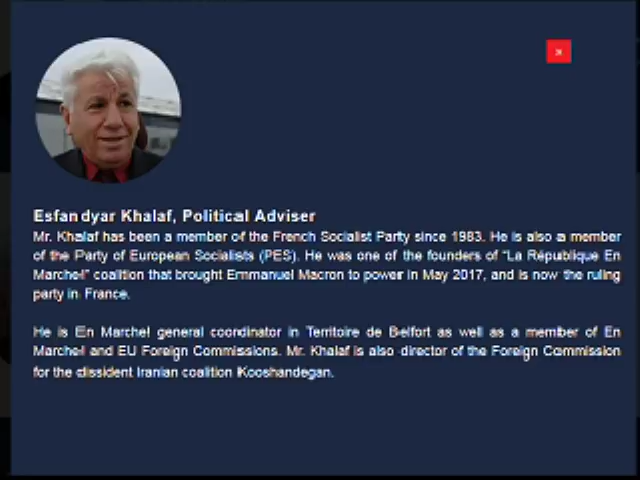 Esfandyar Khalaf, Political Adviser
Mr. Khalaf has been a member of the French Socialist Party since 1983. He is also a member
of the Party of European Socialists (PES). He was one of the founders of "La République En
Marche!" coalition that brought Emmanuel Macron to power in May 2017, and is now the ruling
party in France.
He is En Marche! general coordinator in Territoire de Belfort as well as a member of En
Marche! and EU Foreign Commissions. Mr. Khalaf is also director of the Foreign Commission
for the dissident Iranian coalition Kooshandegan.